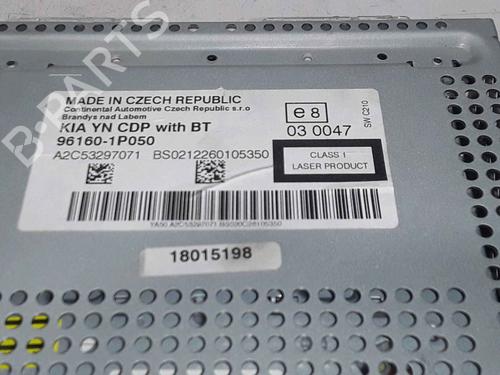 B-PARTS
MADE IN CZECH REPUBLIC
Continental Automotive Czech Republic s.r.o
Brandys nad Labem
KIA YN CDP with BT
96160-1P050
A2C53297071 BS0212260105350
e8
03 0047
SW C210
CLASS 1
LASER PRODUCT
18015198